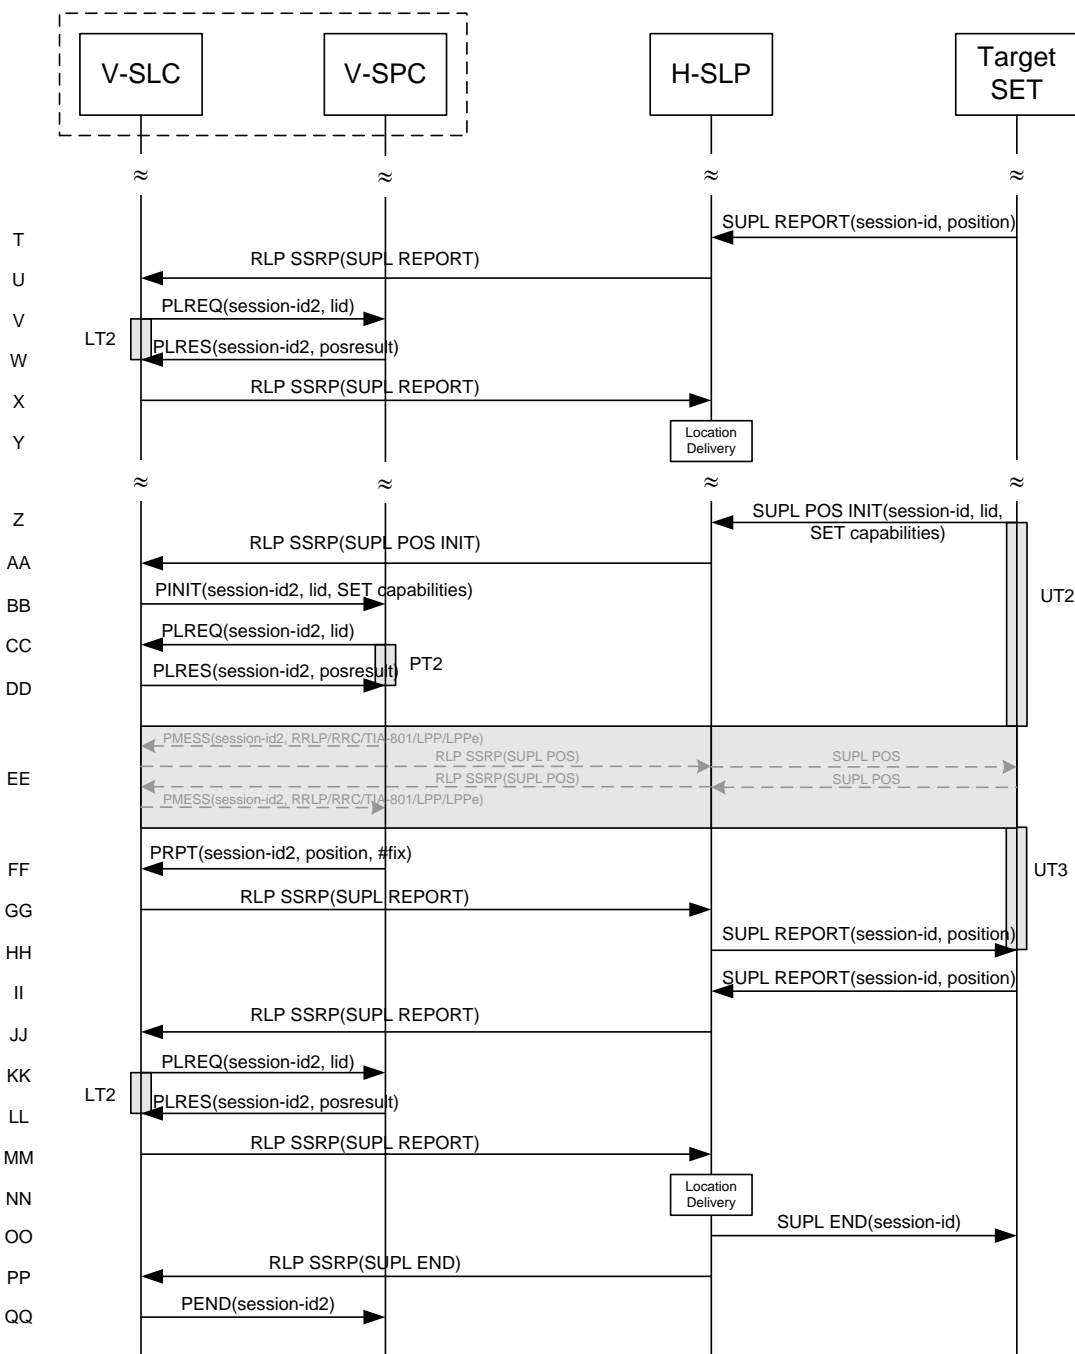 V-SLC
V-SPC
H-SLP
Target
SET
≈ ≈ ≈ ≈
T
SUPL REPORT(session-id, position)
U
RLP SSRP(SUPL REPORT)
V
PLREQ(session-id2, lid)
LT2
W
PLRES(session-id2, posresult)
X
RLP SSRP(SUPL REPORT)
Y
Location
Delivery
≈ ≈ ≈ ≈
Z
SUPL POS INIT(session-id, lid,
SET capabilities)
AA
RLP SSRP(SUPL POS INIT)
BB
PINIT(session-id2, lid, SET capabilities)
UT2
CC
PLREQ(session-id2, lid)
PT2
DD
PLRES(session-id2, posresult)
PMESS(session-id2, RRLP/RRC/TIA-801/LPP/LPPe)
RLP SSRP(SUPL POS)
SUPL POS
EE
RLP SSRP(SUPL POS)
SUPL POS
PMESS(session-id2, RRLP/RRC/TIA-801/LPP/LPPe)
FF
PRPT(session-id2, position, #fix)
UT3
GG
RLP SSRP(SUPL REPORT)
HH
SUPL REPORT(session-id, position)
II
SUPL REPORT(session-id, position)
JJ
RLP SSRP(SUPL REPORT)
KK
PLREQ(session-id2, lid)
LT2
LL
PLRES(session-id2, posresult)
MM
RLP SSRP(SUPL REPORT)
NN
Location
Delivery
OO
SUPL END(session-id)
PP
RLP SSRP(SUPL END)
QQ
PEND(session-id2)